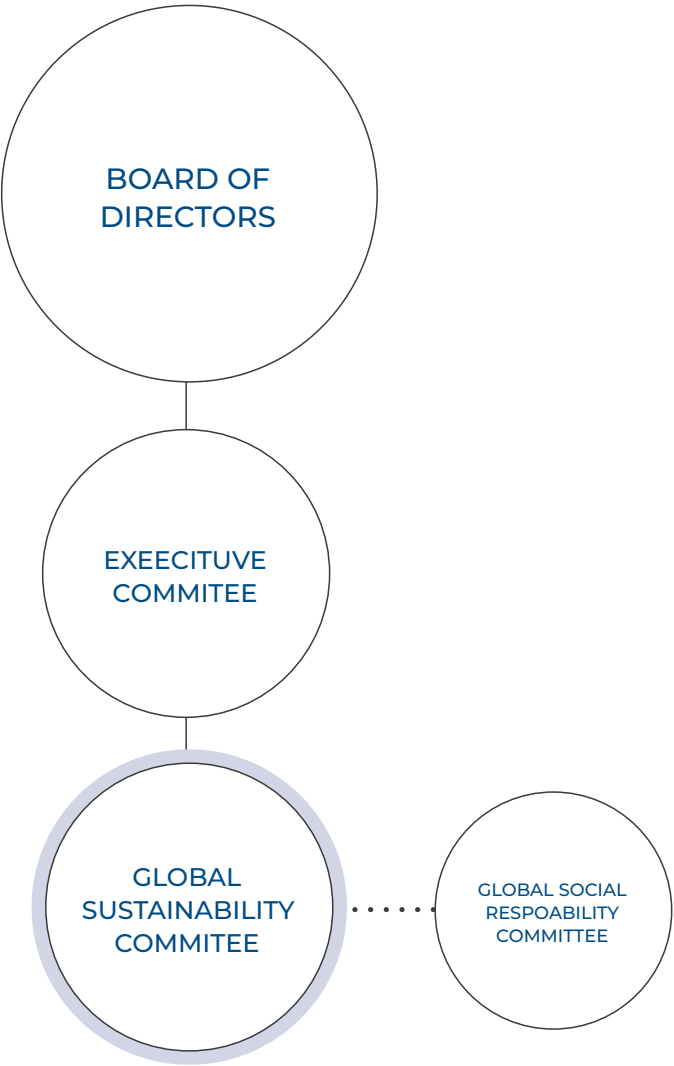 BOARD OF
DIRECTORS
EXEECITUVE
COMMITEE
GLOBAL
SUSTAINABILITY
COMMITEE
GLOBAL SOCIAL
RESPOABILITY
COMMITTEE